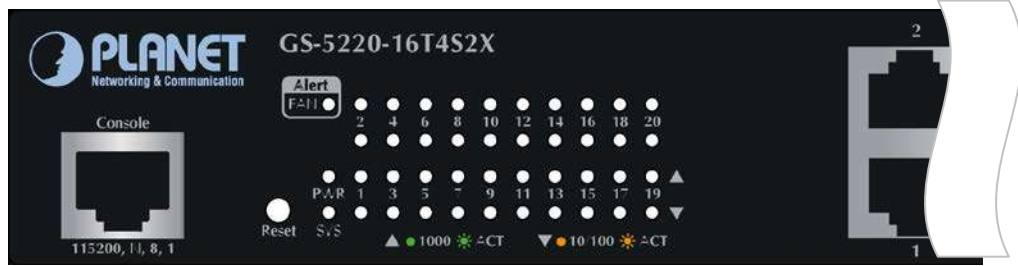 PLANET
Networking & Communication
GS-5220-16T4S2X
Alert
FAN
2 4 6 8 10 12 14 16 18 20
Console
PWR 1 3 5 7 9 11 13 15 17 19
Reset SYS
1000 ACT 10/100 ACT
115200, N, 8, 1
2
1